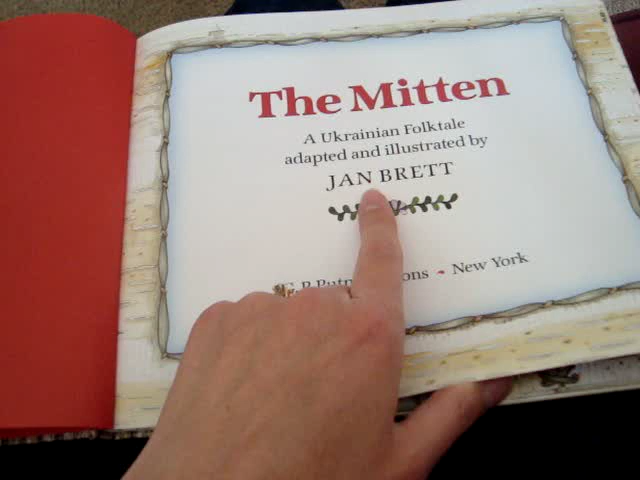 The Mitten
A Ukrainian Folktale
adapted and illustrated by
JAN BRETT
G. P. New York